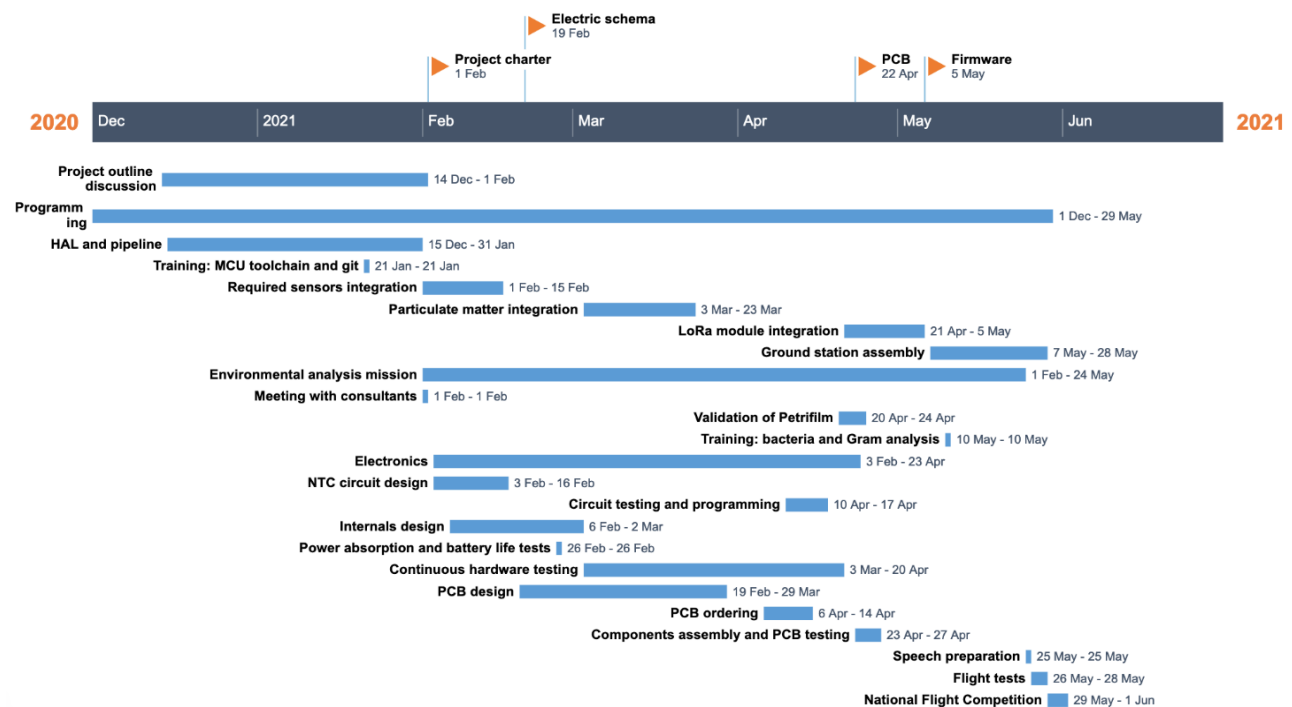 Electric schema
19 Feb
Project charter
1 Feb
PCB
22 Apr
Firmware
5 May
2020
Dec
2021
Feb
Mar
Apr
May
Jun
2021
Project outline
discussion
14 Dec - 1 Feb
Programm
ing
1 Dec - 29 May
HAL and pipeline
15 Dec - 31 Jan
Training: MCU toolchain and git
21 Jan - 21 Jan
Required sensors integration
1 Feb - 15 Feb
Particulate matter integration
3 Mar - 23 Mar
LoRa module integration
21 Apr - 5 May
Ground station assembly
7 May - 28 May
Environmental analysis mission
1 Feb - 24 May
Meeting with consultants
1 Feb - 1 Feb
Validation of Petrifilm
20 Apr - 24 Apr
Training: bacteria and Gram analysis
10 May - 10 May
Electronics
3 Feb - 23 Apr
NTC circuit design
3 Feb - 16 Feb
Circuit testing and programming
10 Apr - 17 Apr
Internals design
6 Feb - 2 Mar
Power absorption and battery life tests
26 Feb - 26 Feb
Continuous hardware testing
3 Mar - 20 Apr
PCB design
19 Feb - 29 Mar
PCB ordering
6 Apr - 14 Apr
Components assembly and PCB testing
23 Apr - 27 Apr
Speech preparation
25 May - 25 May
Flight tests
26 May - 28 May
National Flight Competition
29 May - 1 Jun